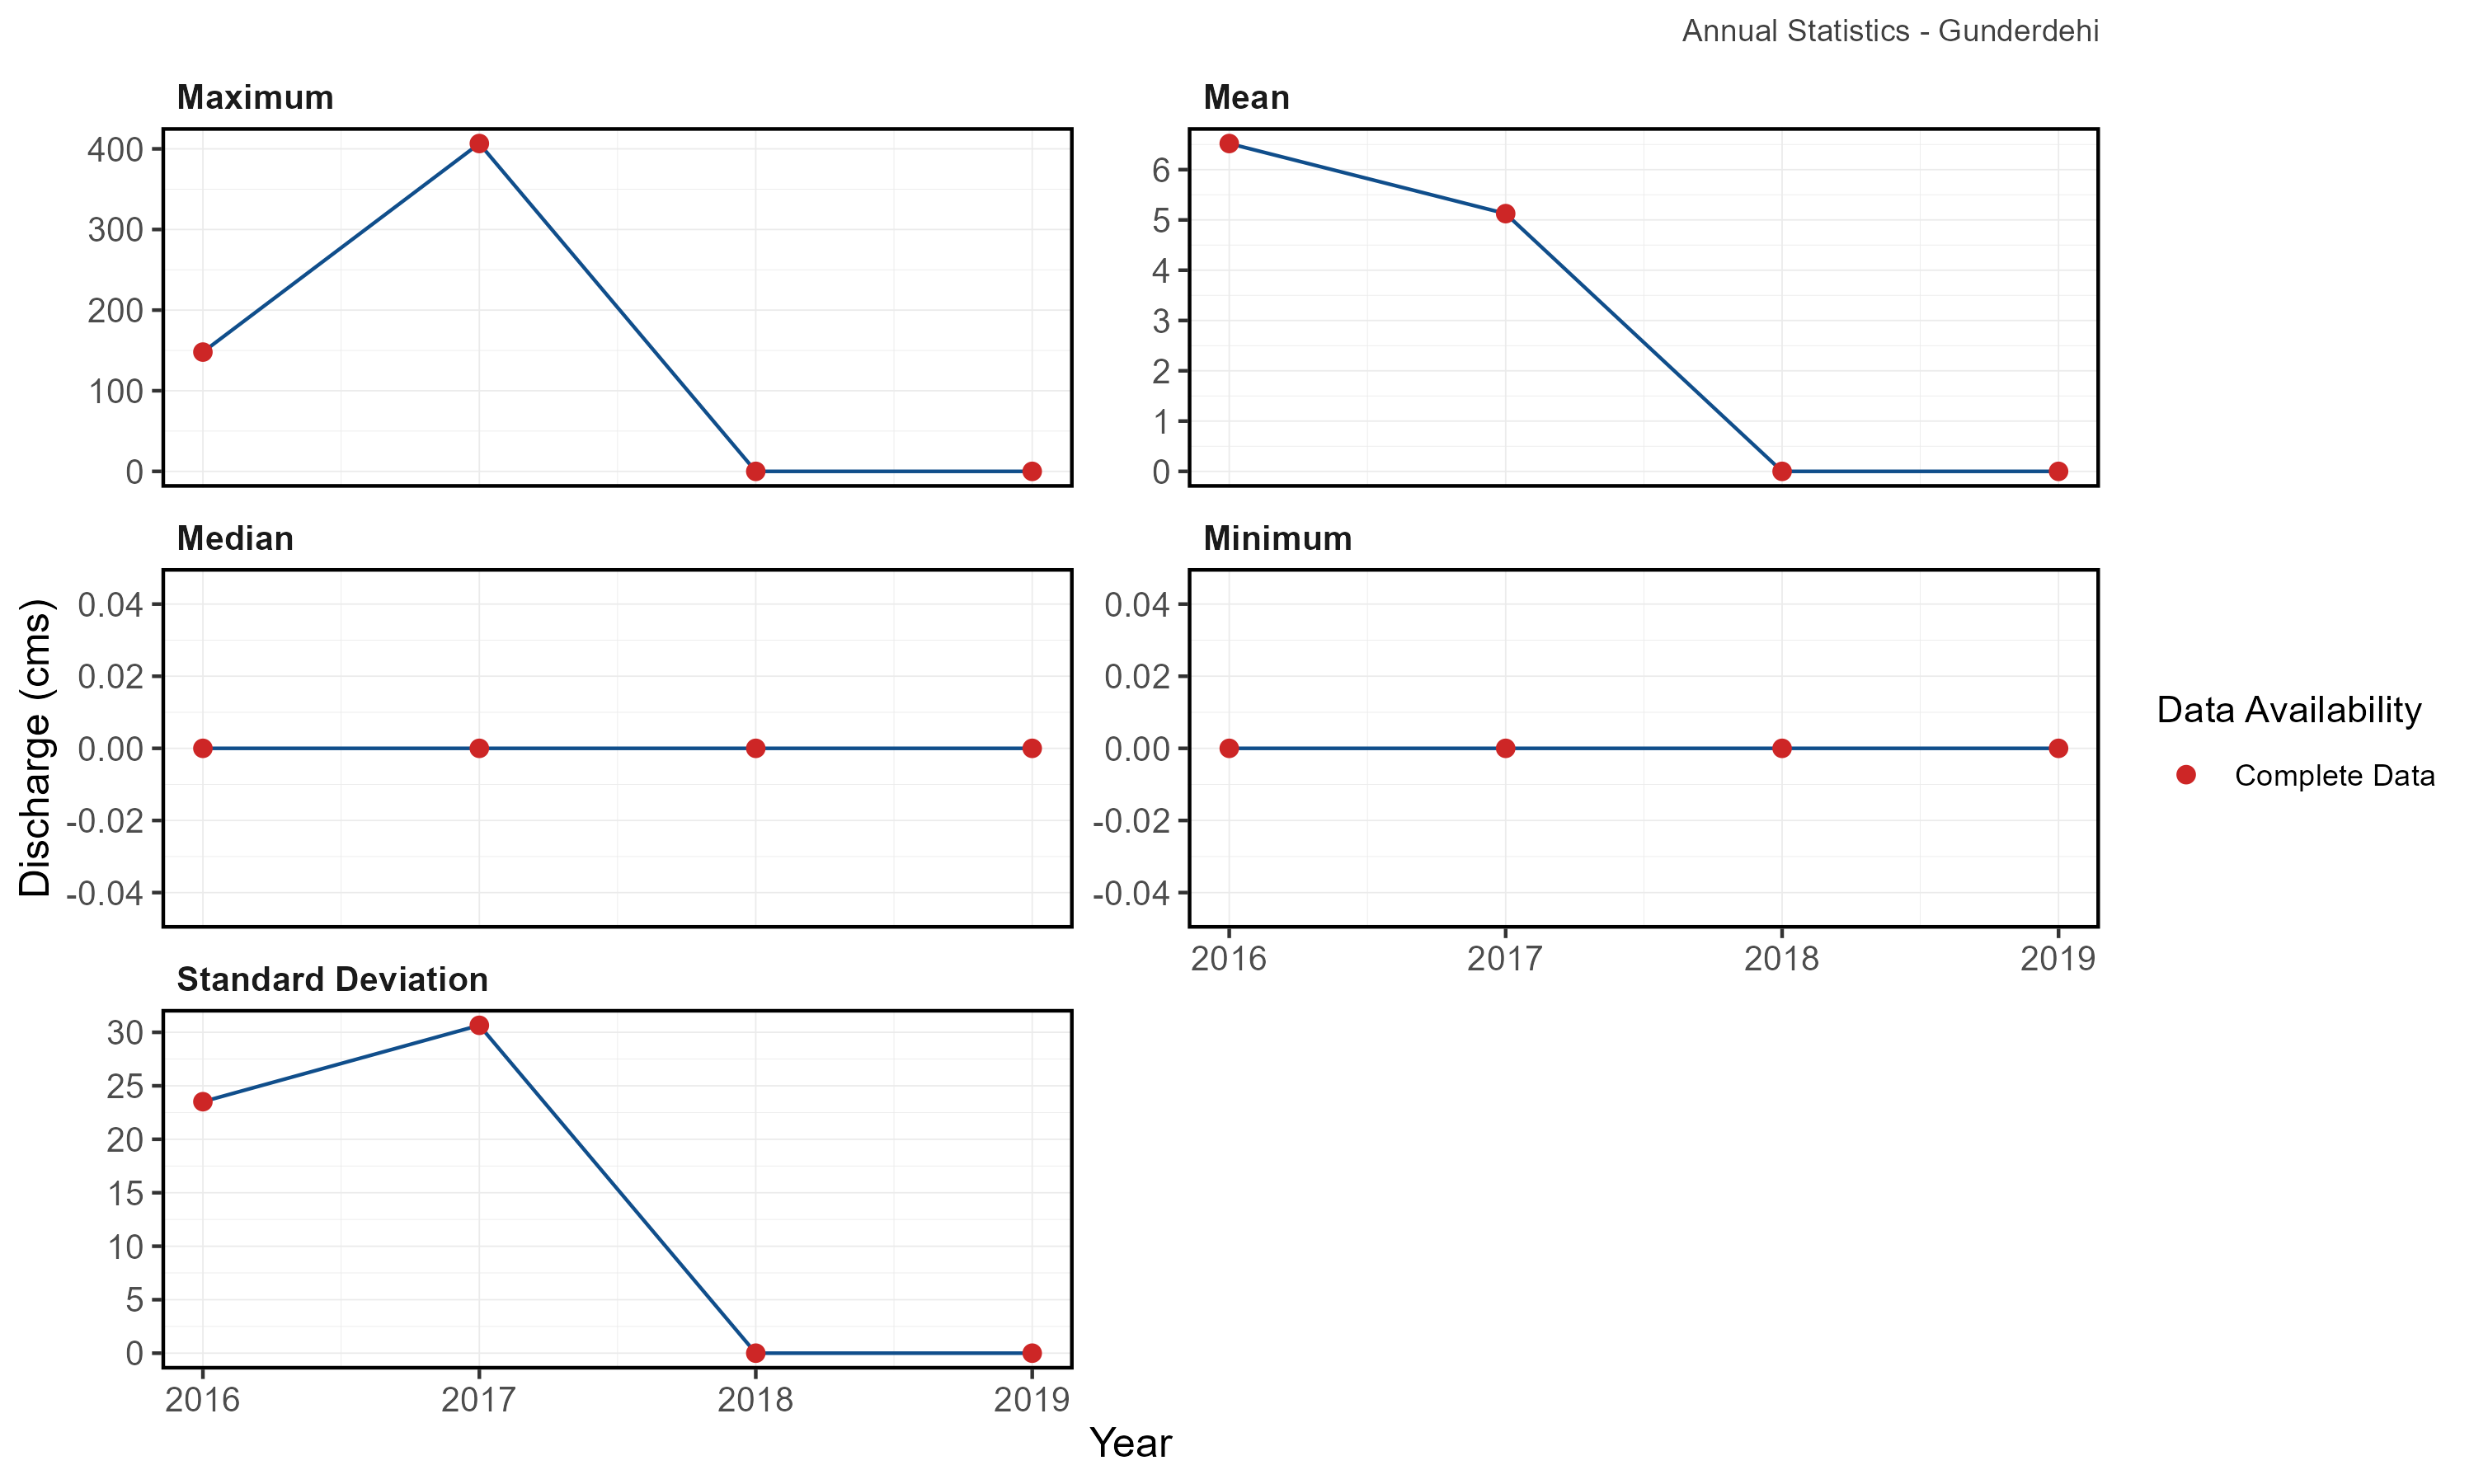 Annual Statistics - Gunderdehi
Maximum
400
300
200
100
0
Mean
6
5
4
3
2
1
0
Median
0.04
0.02
0.00
-0.02
-0.04
Minimum
0.04
0.02
0.00
-0.02
-0.04
2016 2017 2018 2019
Standard Deviation
30
25
20
15
10
5
0
2016 2017 2018 2019
Discharge (cms)
Year
Data Availability
Complete Data